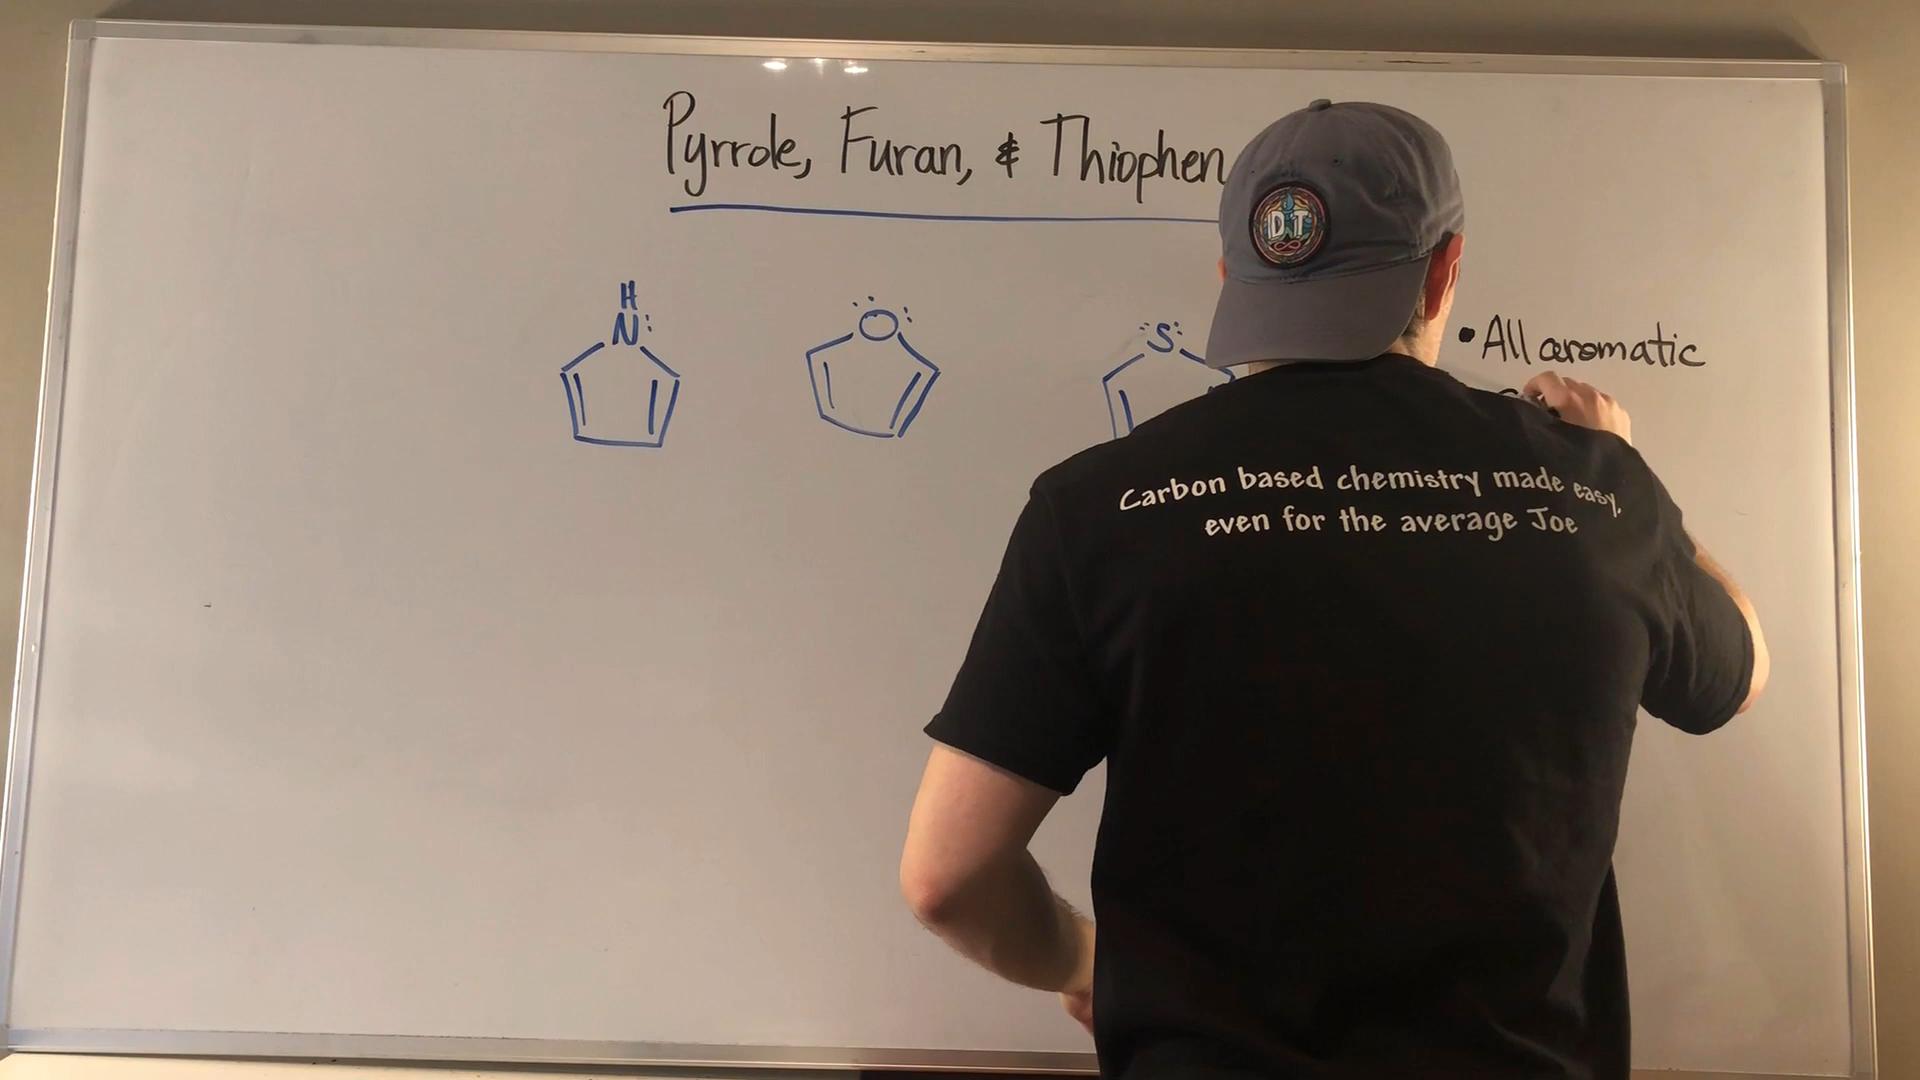 Pyrrole, Furan, & Thiophen
DT
H
N:
O
S
• All aromatic
Carbon based chemistry made easy,
even for the average Joe